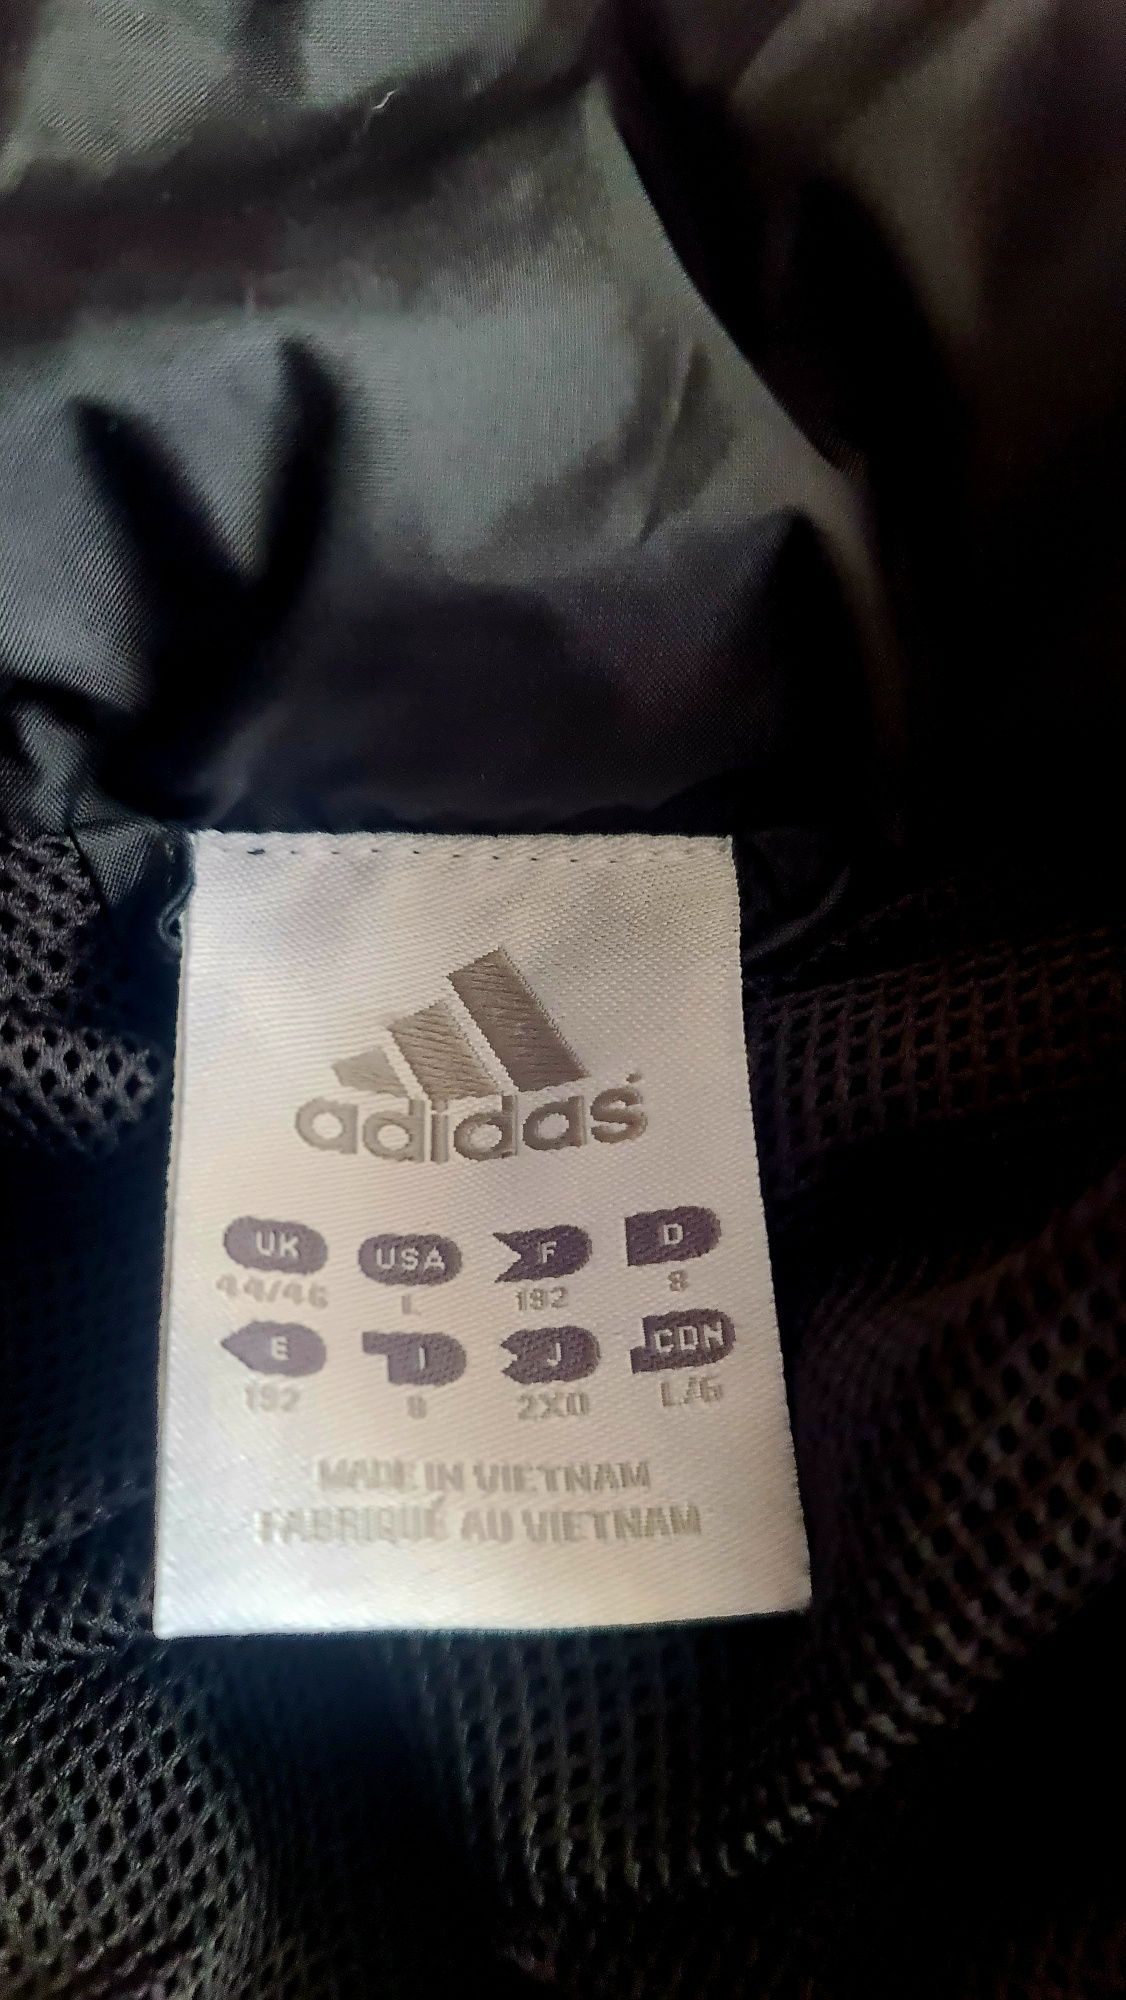 adidas
UK USA F D
44/46 L 192 8
E I J CDN
192 8 2XO L/G
MADE IN VIETNAM
FABRIQUÉ AU VIETNAM